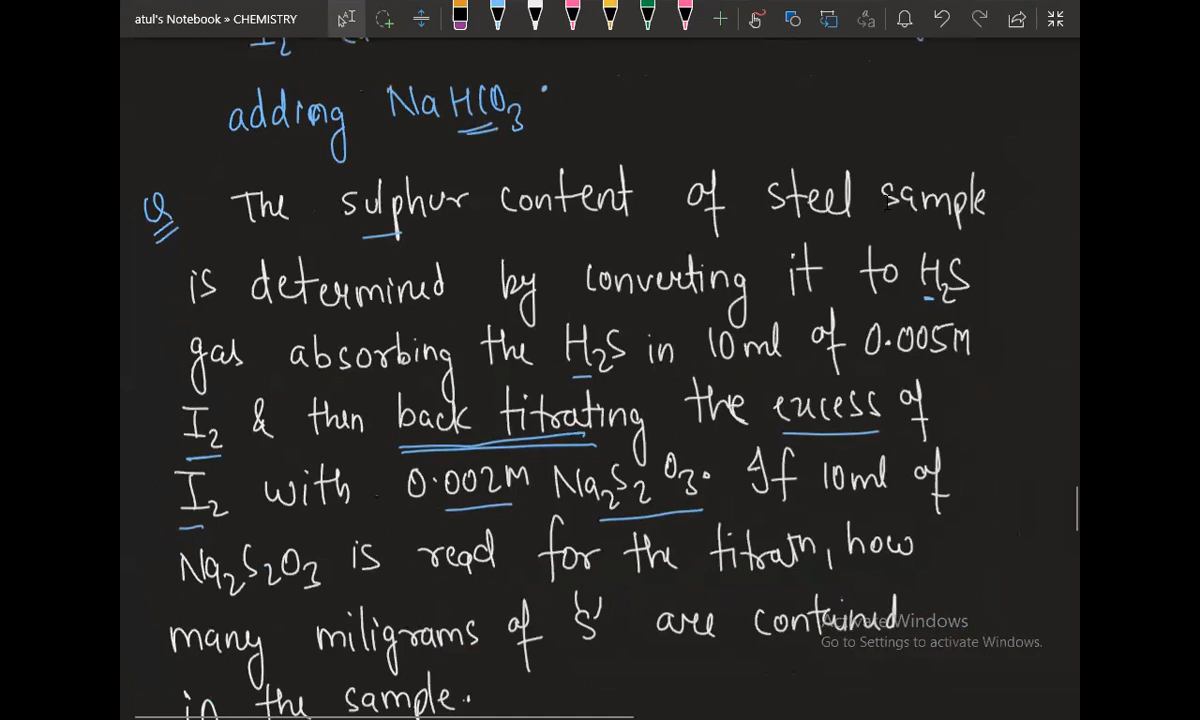 atul's Notebook » CHEMISTRY
I2
adding NaHCO3.
Q The sulphur content of steel sample
is determined by converting it to H2S
gas absorbing the H2S in 10ml of 0.005M
I2 & then back titrating the excess of
I2 with 0.002M Na2S2O3. If 10ml of
Na2S2O3 is reqd for the titratn, how
many miligrams of 'S' are contained
in the sample.
Activate Windows
Go to Settings to activate Windows.